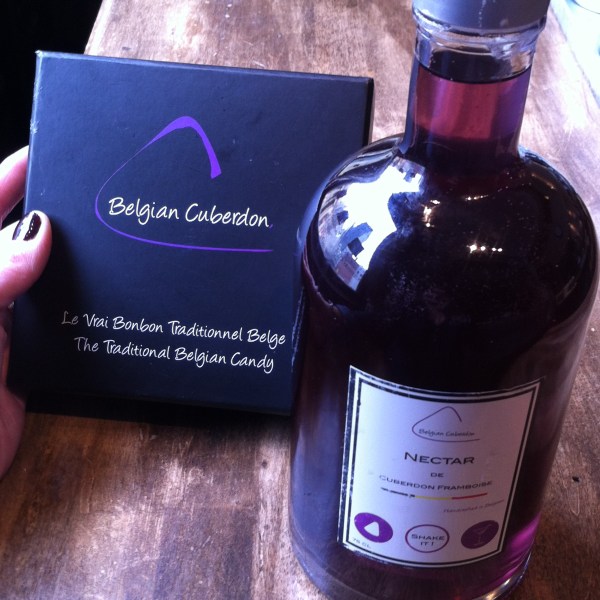 Belgian Cuberdon
Le Vrai Bonbon Traditionnel Belge
The Traditional Belgian Candy
Belgian Cuberdon
NECTAR
DE
CUBERDON FRAMBOISE
SHAKE
IT !